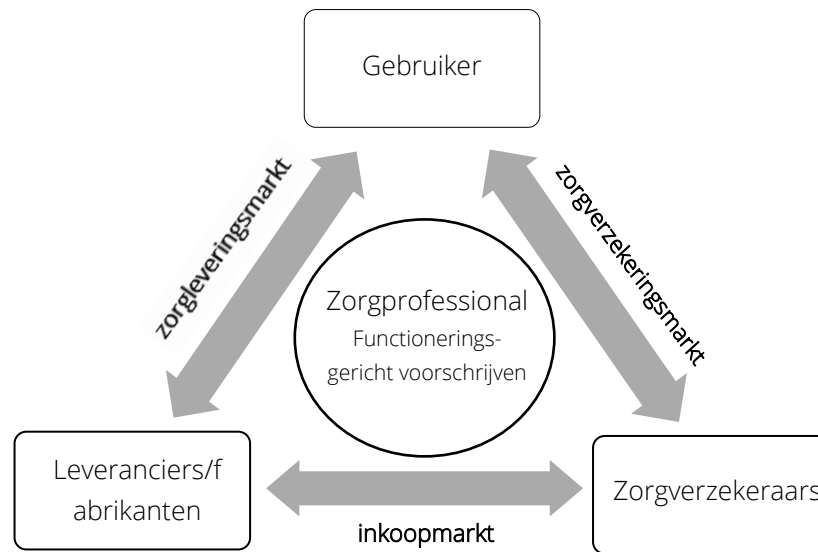 Gebruiker
zorgleveringsmarkt
zorgverzekeringsmarkt
Zorgprofessional
Functionerings-
gericht voorschrijven
Leveranciers/f
abrikanten
Zorgverzekeraars
inkoopmarkt